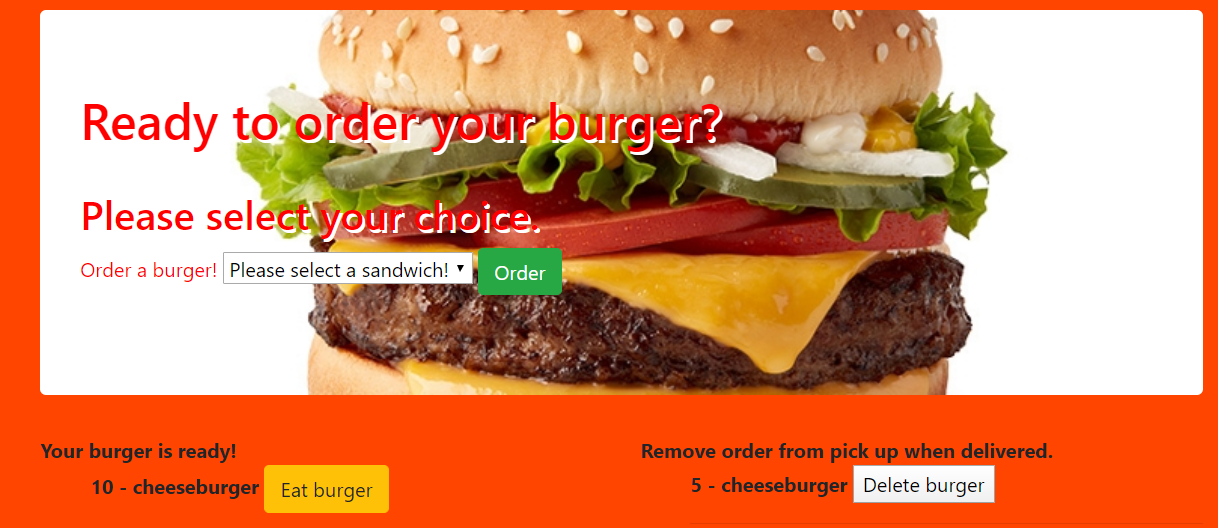 Ready to order your burger?
Please select your choice.
Order a burger! Please select a sandwich! Order
Your burger is ready!
10 - cheeseburger Eat burger
Remove order from pick up when delivered.
5 - cheeseburger Delete burger